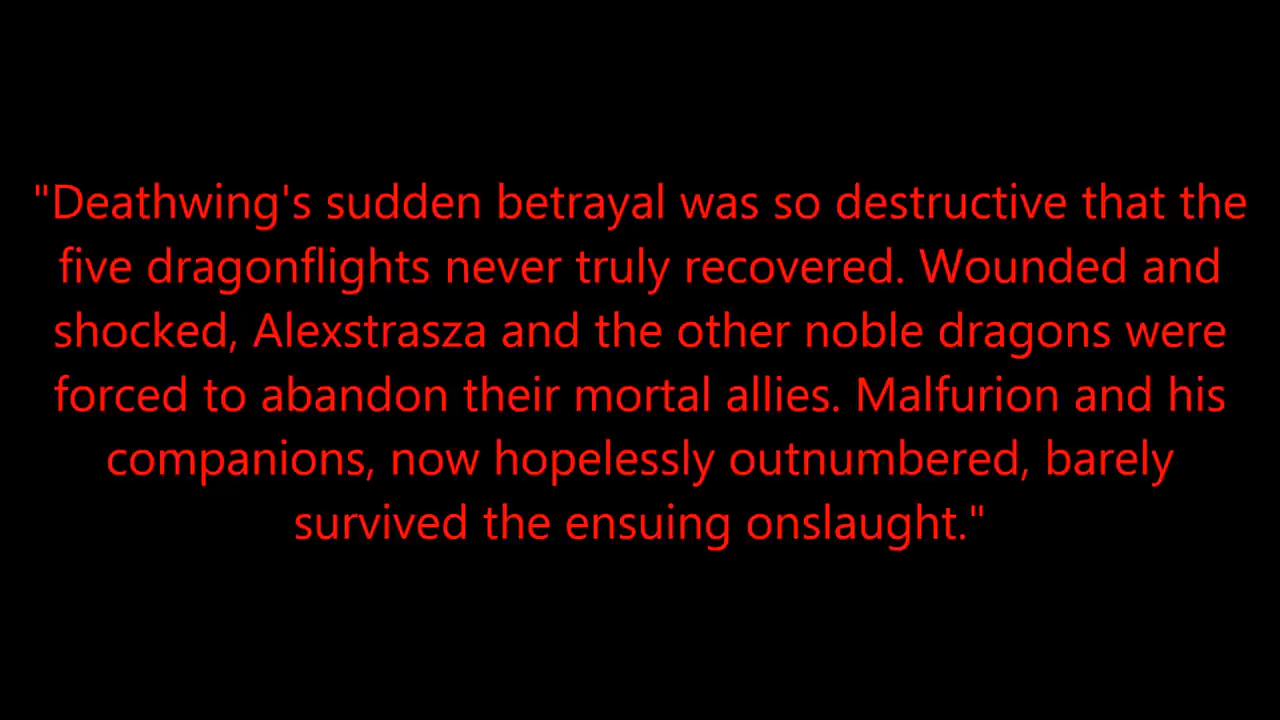 "Deathwing's sudden betrayal was so destructive that the
five dragonflights never truly recovered. Wounded and
shocked, Alexstrasza and the other noble dragons were
forced to abandon their mortal allies. Malfurion and his
companions, now hopelessly outnumbered, barely
survived the ensuing onslaught."